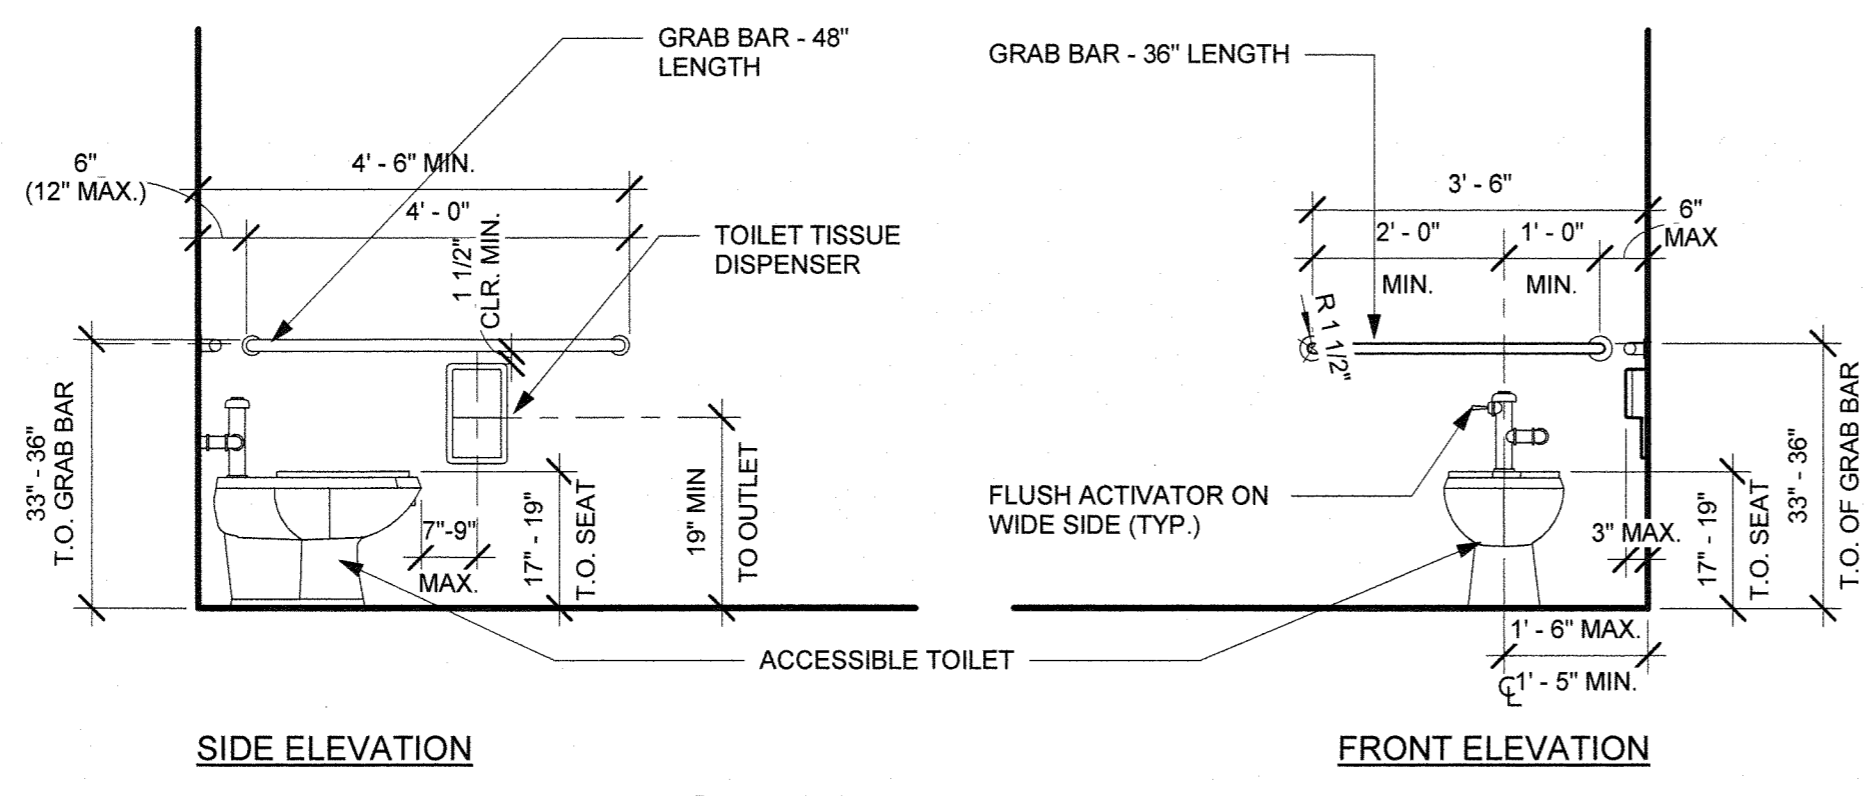 GRAB BAR - 48"
LENGTH
6"
(12" MAX.)
4' - 6" MIN.
4' - 0"
1 1/2"
CLR. MIN.
TOILET TISSUE
DISPENSER
33" - 36"
T.O. GRAB BAR
7"-9"
MAX.
17" - 19"
T.O. SEAT
19" MIN
TO OUTLET
ACCESSIBLE TOILET
SIDE ELEVATION
GRAB BAR - 36" LENGTH
3' - 6"
6"
MAX
2' - 0"
MIN.
1' - 0"
MIN.
R 1 1/2"
FLUSH ACTIVATOR ON
WIDE SIDE (TYP.)
3" MAX.
17" - 19"
T.O. SEAT
33" - 36"
T.O. OF GRAB BAR
1' - 6" MAX.
℄ 1' - 5" MIN.
FRONT ELEVATION